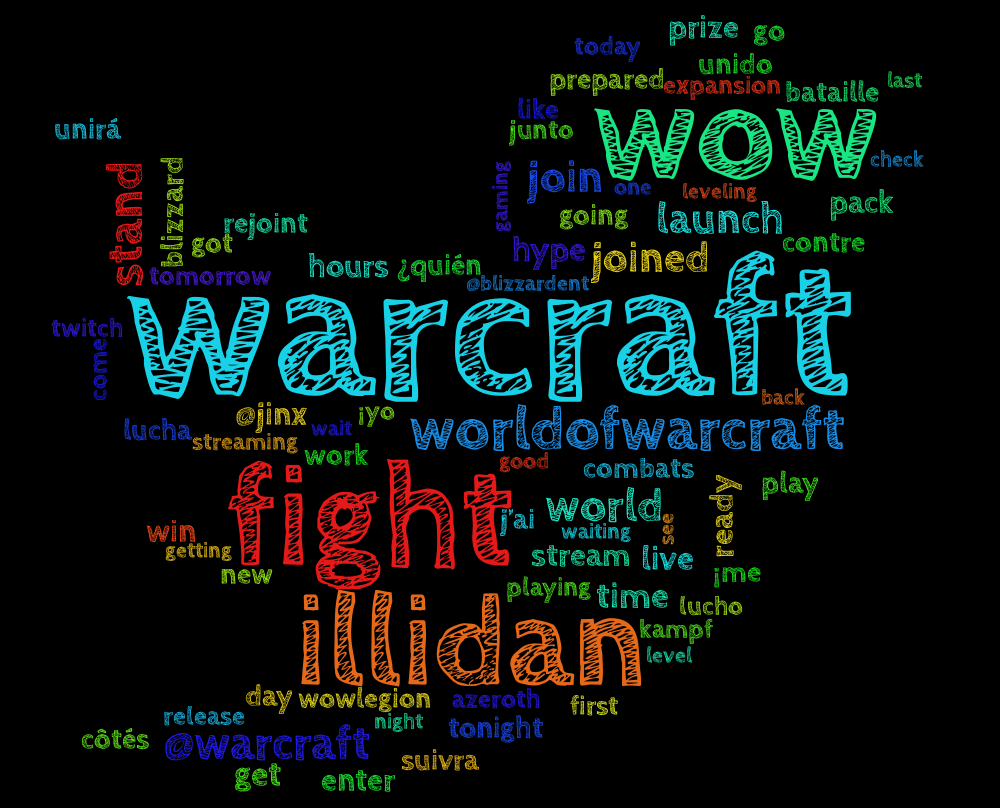 prize
go
today
unido
prepared
expansion
bataille
last
like
wow
unirá
junto
check
stand
blizzard
gaming
join
one
leveling
pack
rejoint
going
launch
got
hype
joined
contre
tomorrow
hours
¿quién
@blizzardent
warcraft
twitch
come
back
@jinx
¡yo
lucha
wait
worldofwarcraft
streaming
work
good
combats
fight
play
ready
world
j'ai
win
waiting
see
getting
stream
live
new
¡me
playing
time
lucho
illidan
kampf
level
day
wowlegion
azeroth
first
release
night
tonight
côtés
@warcraft
suivra
get
enter